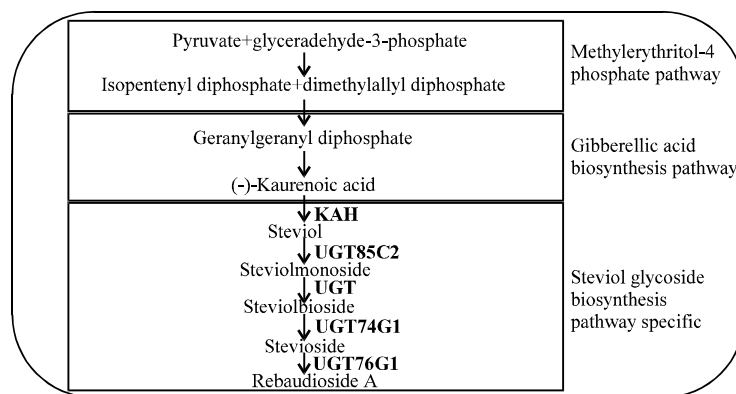 Pyruvate+glyceradehyde-3-phosphate
Isopentenyl diphosphate+dimethylallyl diphosphate
Methylerythritol-4
phosphate pathway
Geranylgeranyl diphosphate
(-)-Kaurenoic acid
Gibberellic acid
biosynthesis pathway
KAH
Steviol
UGT85C2
Steviolmonoside
UGT
Steviolbioside
UGT74G1
Stevioside
UGT76G1
Rebaudioside A
Steviol glycoside
biosynthesis
pathway specific